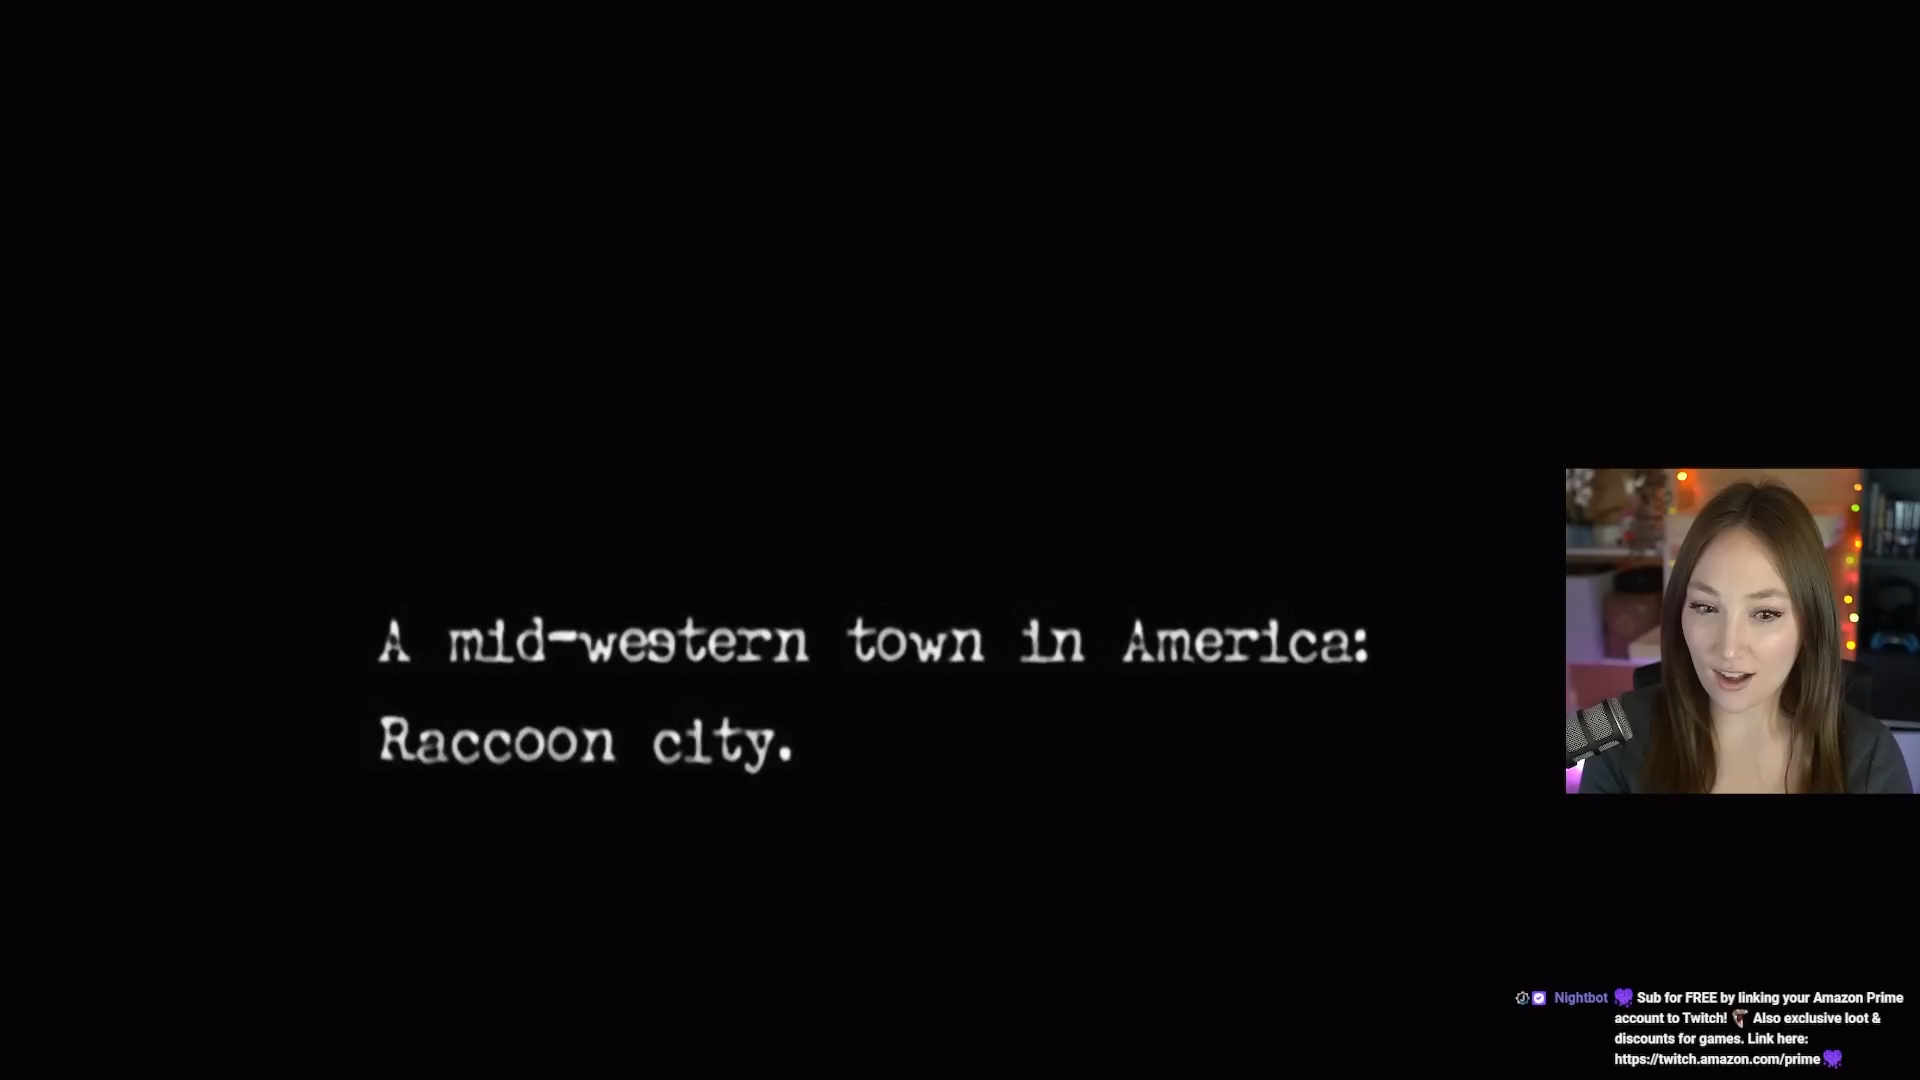 A mid-western town in America:
Raccoon city.
Nightbot 💜 Sub for FREE by linking your Amazon Prime
account to Twitch! Also exclusive loot &
discounts for games. Link here:
https://twitch.amazon.com/prime 💜